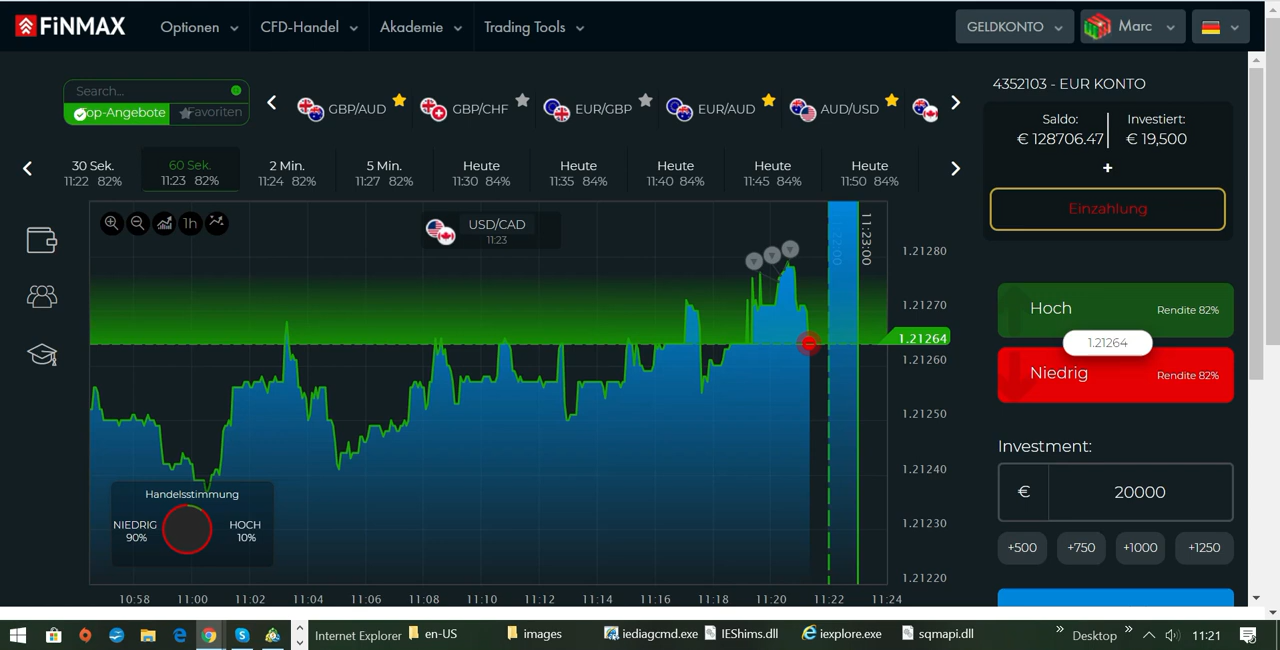 FiNMAX
Optionen
CFD-Handel
Akademie
Trading Tools
GELDKONTO
Marc
Search...
Top-Angebote
Favoriten
GBP/AUD
GBP/CHF
EUR/GBP
EUR/AUD
AUD/USD
30 Sek.
11:22 82%
60 Sek.
11:23 82%
2 Min.
11:24 82%
5 Min.
11:27 82%
Heute
11:30 84%
Heute
11:35 84%
Heute
11:40 84%
Heute
11:45 84%
Heute
11:50 84%
1h
USD/CAD
11:23
22:00
11:23:00
1.21280
1.21270
1.21264
1.21260
1.21250
1.21240
1.21230
1.21220
Handelsstimmung
NIEDRIG
90%
HOCH
10%
10:58 11:00 11:02 11:04 11:06 11:08 11:10 11:12 11:14 11:16 11:18 11:20 11:22 11:24
4352103 - EUR KONTO
Saldo:
€ 128706.47
Investiert:
€ 19,500
+
Einzahlung
Hoch
Rendite 82%
1.21264
Niedrig
Rendite 82%
Investment:
€ 20000
+500 +750 +1000 +1250
Internet Explorer
en-US
images
iediagcmd.exe
IEShims.dll
iexplore.exe
sqmapi.dll
Desktop
11:21